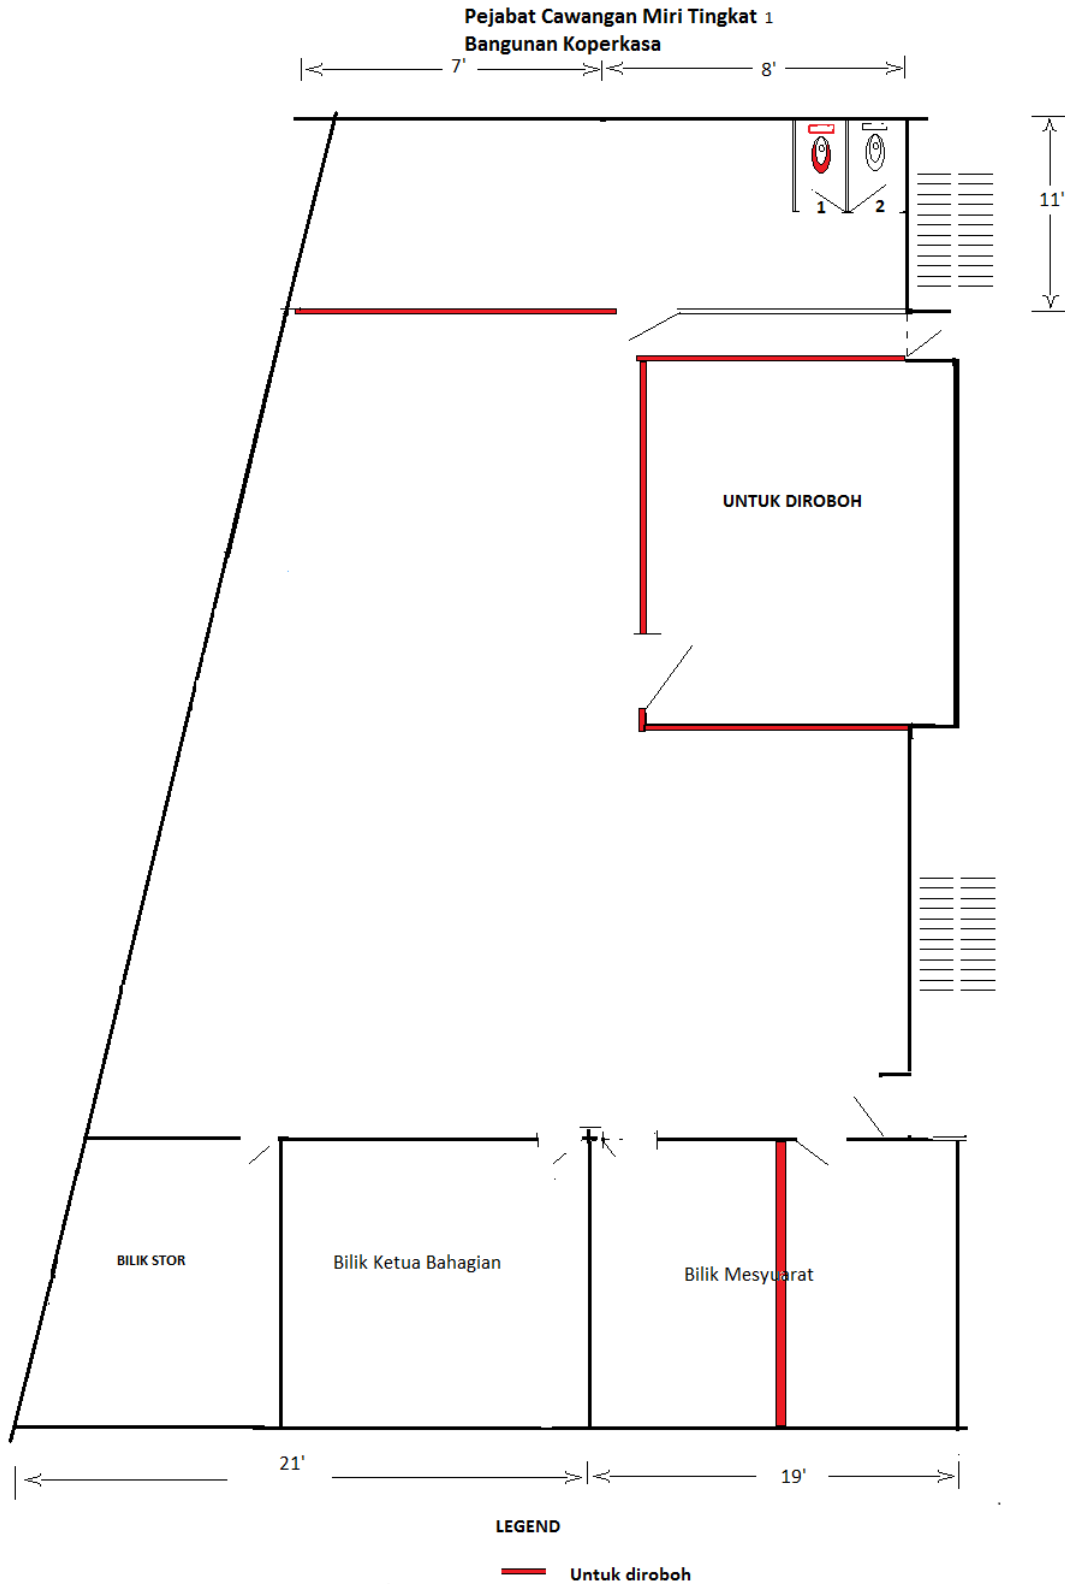 Pejabat Cawangan Miri Tingkat 1
Bangunan Koperkasa
7'
8'
11'
1
2
UNTUK DIROBOH
BILIK STOR
Bilik Ketua Bahagian
Bilik Mesyuarat
21'
19'
LEGEND
Untuk diroboh